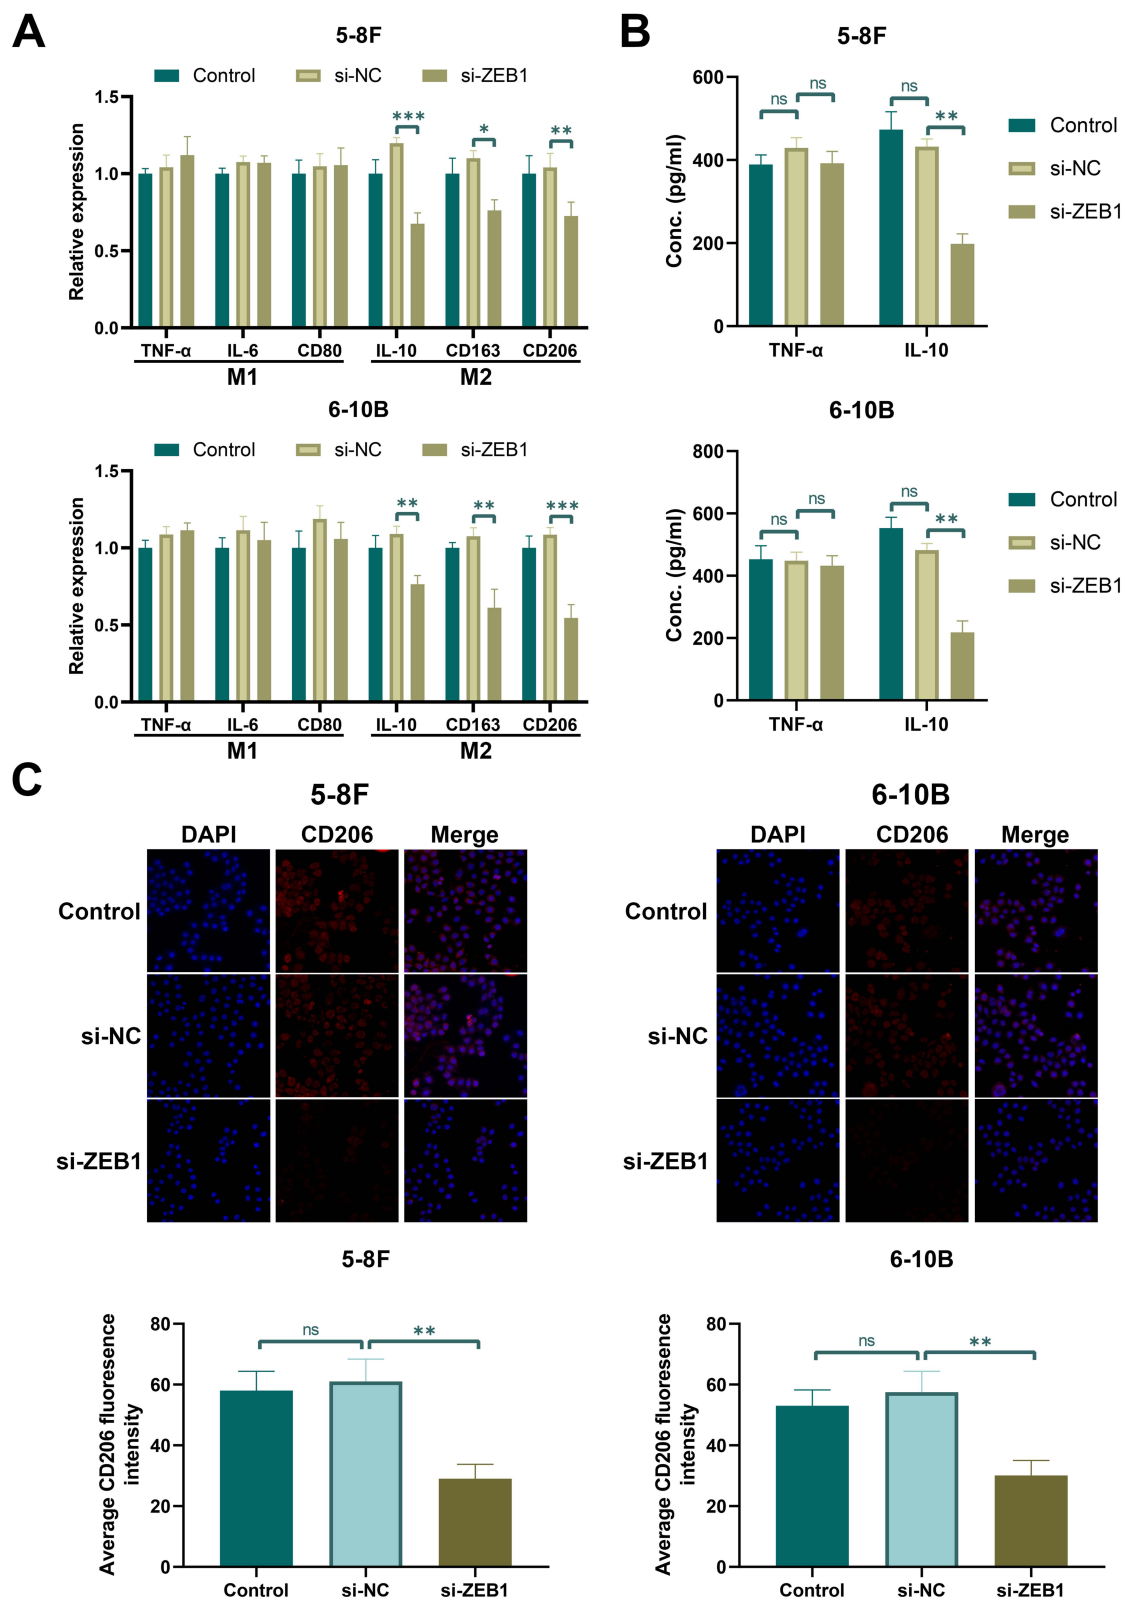 A
5-8F
Control si-NC si-ZEB1
Relative expression
1.5
1.0
0.5
0.0
***
*
**
TNF-α IL-6 CD80 IL-10 CD163 CD206
M1 M2
6-10B
Control si-NC si-ZEB1
Relative expression
1.5
1.0
0.5
0.0
**
**
***
TNF-α IL-6 CD80 IL-10 CD163 CD206
M1 M2
B
5-8F
Conc. (pg/ml)
600
400
200
0
ns ns ns **
TNF-α IL-10
Control
si-NC
si-ZEB1
6-10B
Conc. (pg/ml)
800
600
400
200
0
ns ns ns **
TNF-α IL-10
Control
si-NC
si-ZEB1
C
5-8F
DAPI CD206 Merge
Control
si-NC
si-ZEB1
6-10B
DAPI CD206 Merge
Control
si-NC
si-ZEB1
5-8F
Average CD206 fluoresence
intensity
80
60
40
20
0
ns **
Control si-NC si-ZEB1
6-10B
Average CD206 fluoresence
intensity
80
60
40
20
0
ns **
Control si-NC si-ZEB1